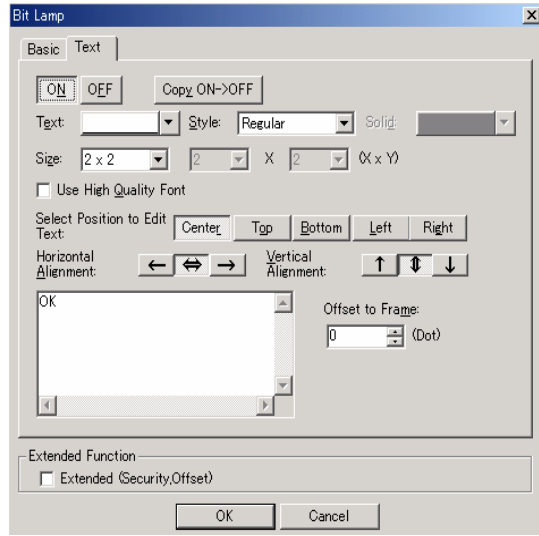 Bit Lamp
Basic Text
ON OFF Copy ON->OFF
Text: Style: Regular Solid:
Size: 2 x 2 2 X 2 (X x Y)
Use High Quality Font
Select Position to Edit
Text: Center Top Bottom Left Right
Horizontal
Alignment: ← ⇔ → Vertical
Alignment: ↑ ⇕ ↓
OK
Offset to Frame:
0 (Dot)
Extended Function
Extended (Security,Offset)
OK Cancel